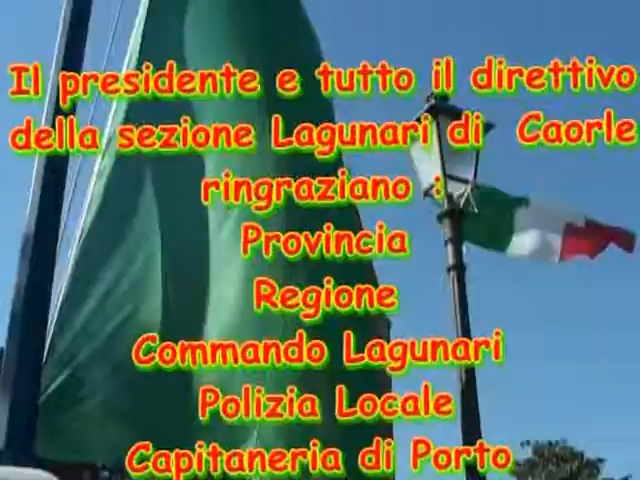 Il presidente e tutto il direttivo
della sezione Lagunari di Caorle
ringraziano :
Provincia
Regione
Commando Lagunari
Polizia Locale
Capitaneria di Porto